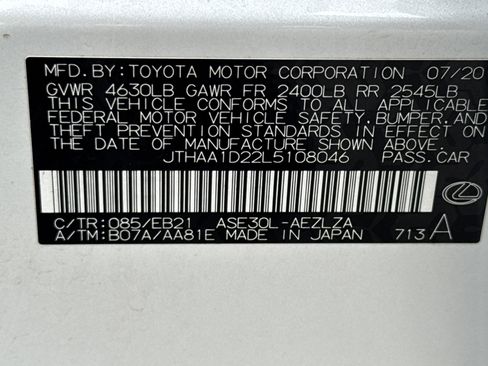 MFD.BY:TOYOTA MOTOR CORPORATION 07/20
GVWR 4630LB GAWR FR 2400LB RR 2545LB
THIS VEHICLE CONFORMS TO ALL APPLICABLE
FEDERAL MOTOR VEHICLE SAFETY,BUMPER,AND
THEFT PREVENTION STANDARDS IN EFFECT ON
THE DATE OF MANUFACTURE SHOWN ABOVE.
JTHAA1D22L5108046 PASS.CAR
C/TR:085/EB21 ASE30L-AEZLZA
A/TM:B07A/AA81E MADE IN JAPAN 713 A